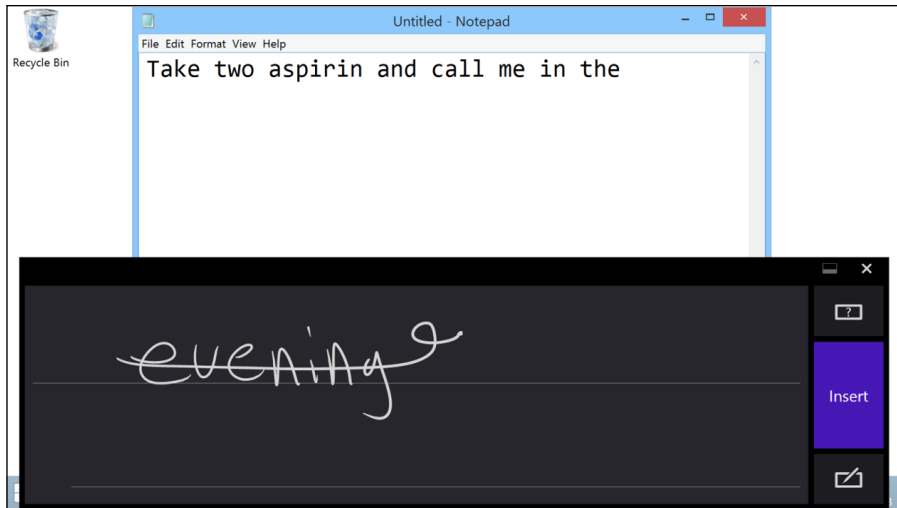 Recycle Bin
Untitled - Notepad
File Edit Format View Help
Take two aspirin and call me in the
evening
?
Insert